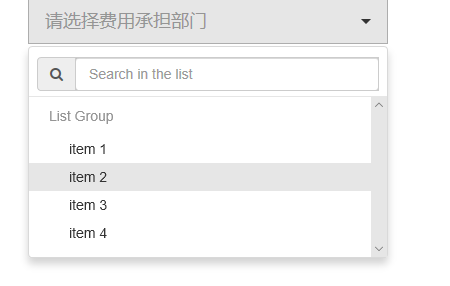 请选择费用承担部门
Search in the list
List Group
item 1
item 2
item 3
item 4